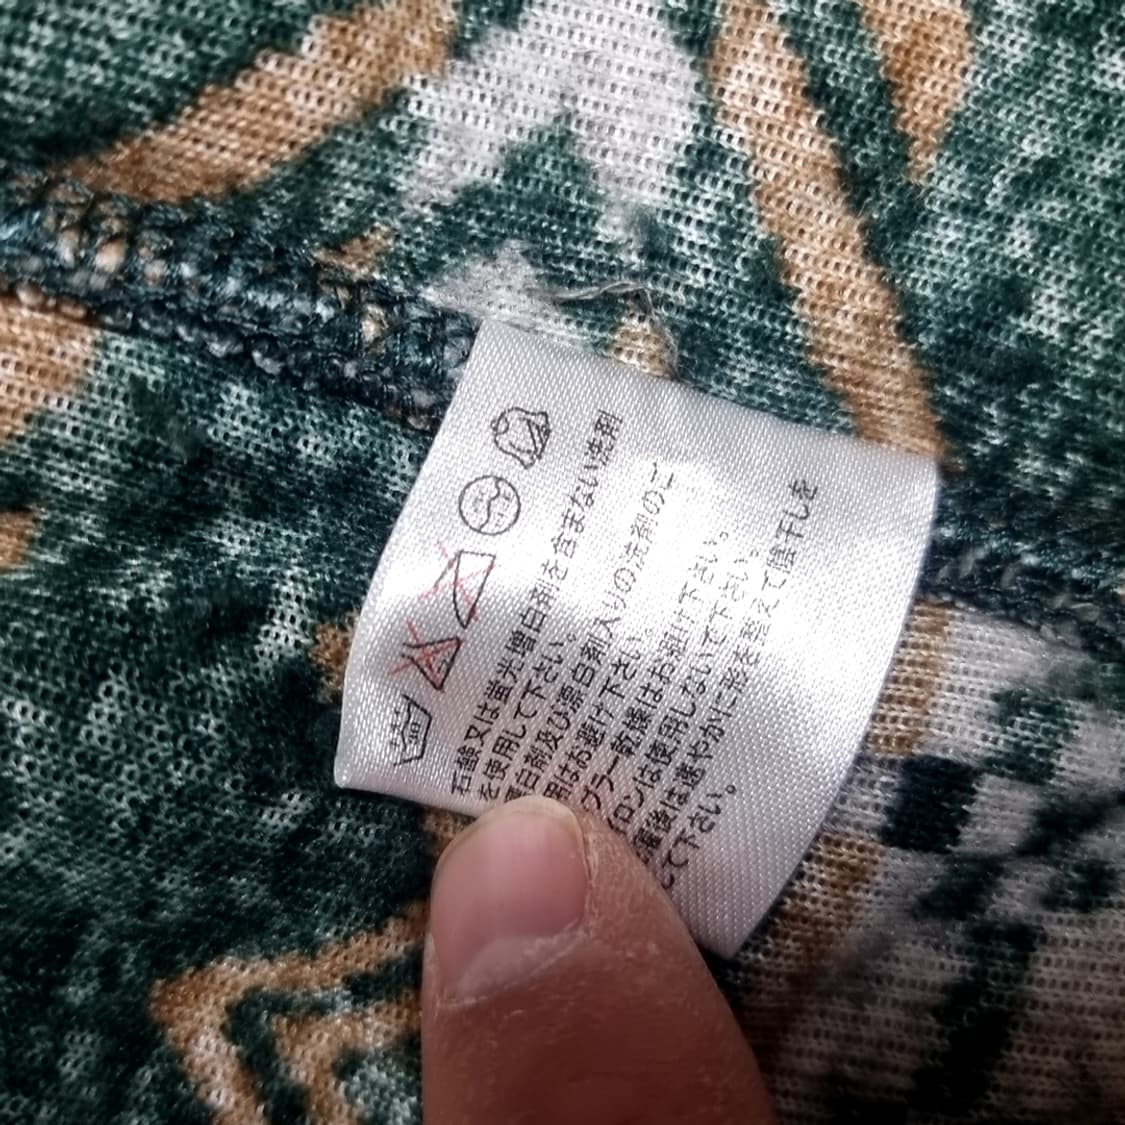 石鹸又は蛍光増白剤を含まない洗剤
を使用して下さい。
白剤及び漂白剤入りの洗剤のご
用はお避け下さい。
ブラー乾燥はお避け下さい。
イロンは使用しないで下さい。
濯後は速やかに形を整えて陰干しを
して下さい。